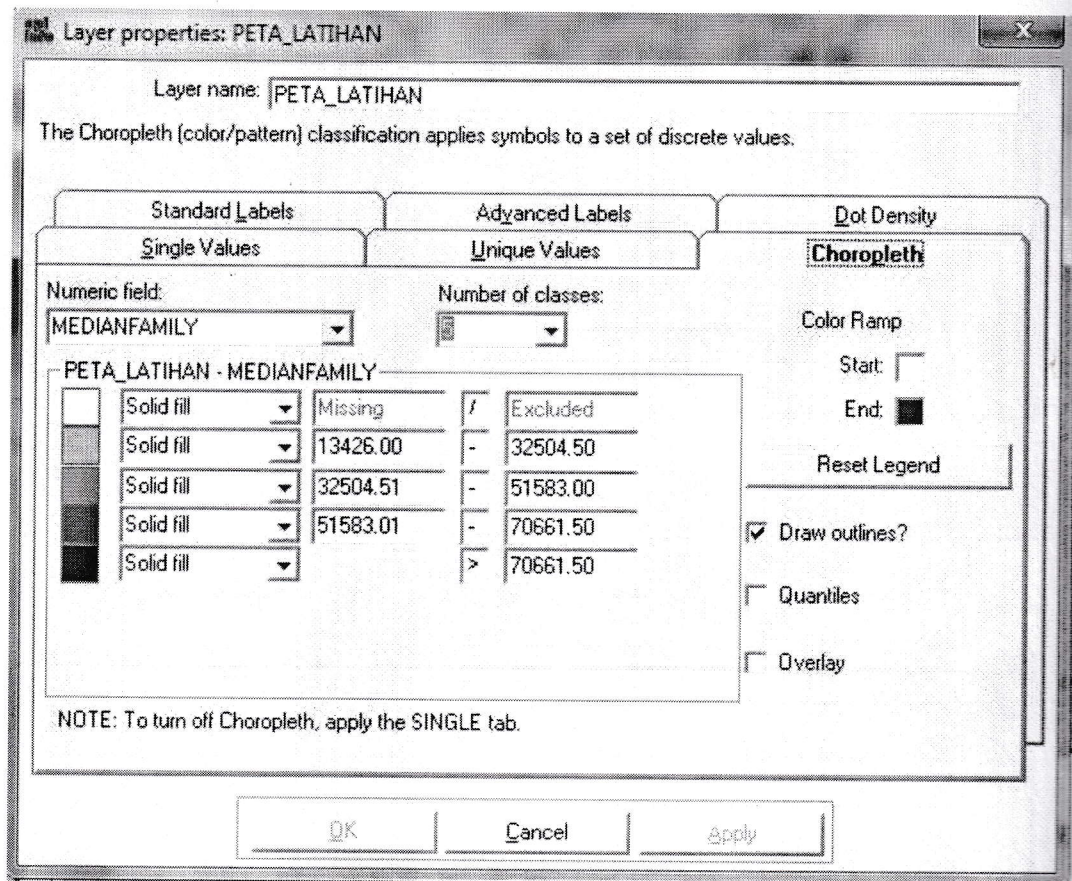 Layer properties: PETA_LATIHAN
Layer name: PETA_LATIHAN
The Choropleth (color/pattern) classification applies symbols to a set of discrete values.
Standard Labels Advanced Labels Dot Density
Single Values Unique Values Choropleth
Numeric field: Number of classes:
MEDIANFAMILY
Color Ramp
Start:
End:
Reset Legend
PETA_LATIHAN - MEDIANFAMILY
Solid fill Missing / Excluded
Solid fill 13426.00 - 32504.50
Solid fill 32504.51 - 51583.00
Solid fill 51583.01 - 70661.50
Solid fill > 70661.50
Draw outlines?
Quantiles
Overlay
NOTE: To turn off Choropleth, apply the SINGLE tab.
OK Cancel Apply